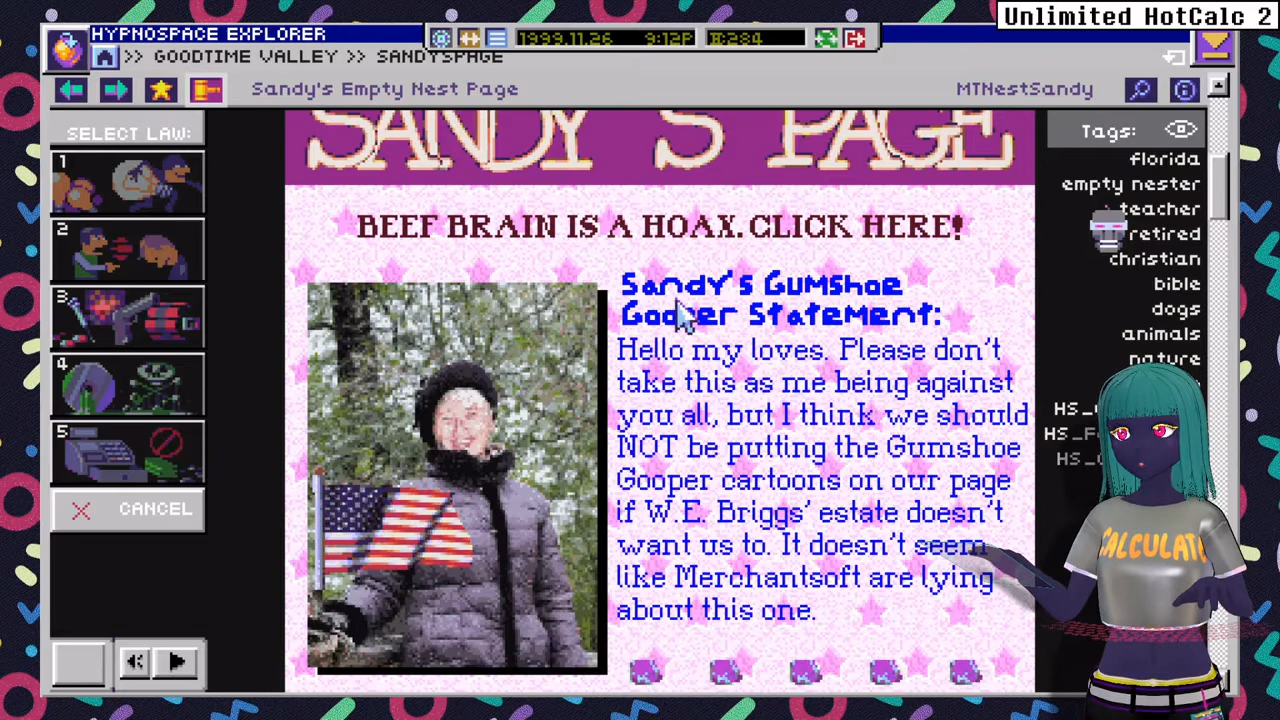 Unlimited HotCalc 2
HYPNOSPACE EXPLORER
1999.11.26 9:12P 284
>> GOODTIME VALLEY >> SANDYSPAGE
Sandy's Empty Nest Page
MTNestSandy
SELECT LAW:
1
2
3
4
5
CANCEL
SANDY'S PAGE
BEEF BRAIN IS A HOAX. CLICK HERE!
Sandy's Gumshoe
Gooper Statement:
Hello my loves. Please don't
take this as me being against
you all, but I think we should
NOT be putting the Gumshoe
Gooper cartoons on our page
if W.E. Briggs' estate doesn't
want us to. It doesn't seem
like Merchantsoft are lying
about this one.
Tags:
florida
empty nester
teacher
retired
christian
bible
dogs
animals
nature
CALCULATE